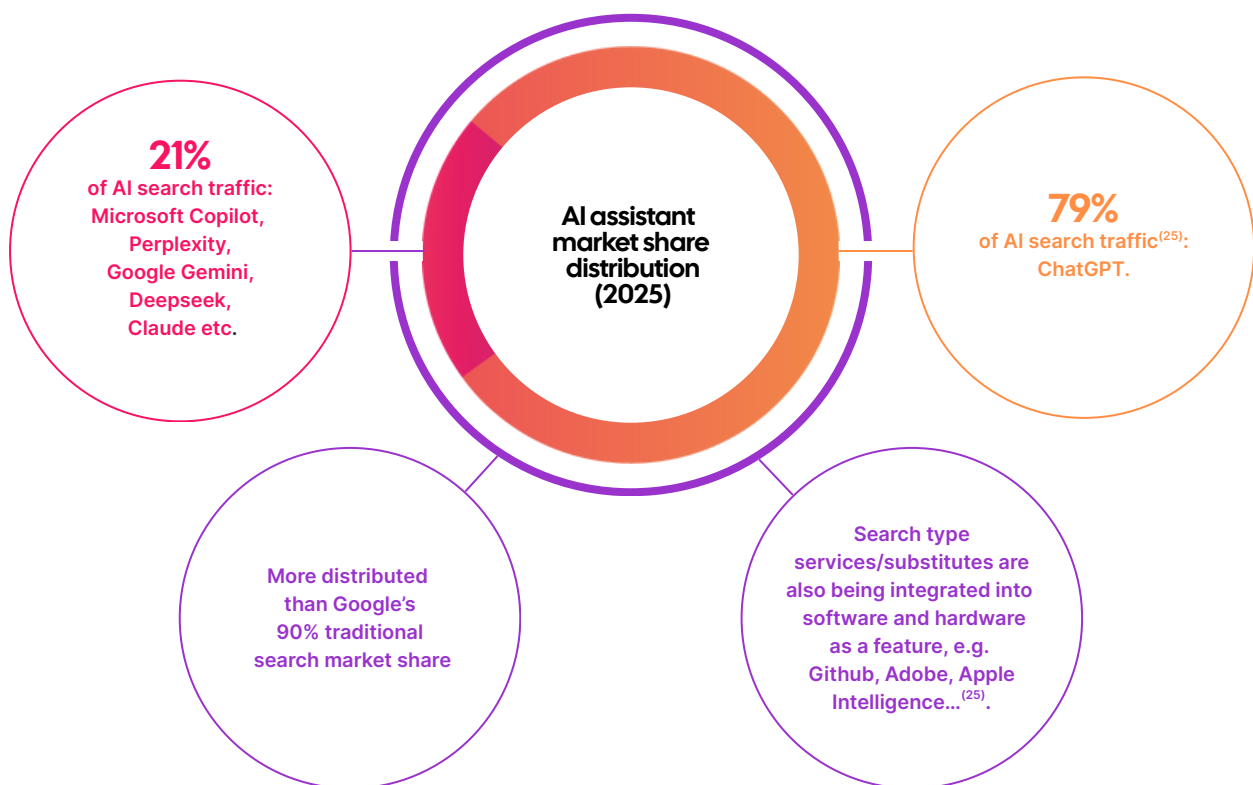 21%
of AI search traffic:
Microsoft Copilot,
Perplexity,
Google Gemini,
Deepseek,
Claude etc.
AI assistant
market share
distribution
(2025)
79%
of AI search traffic(25):
ChatGPT.
More distributed
than Google’s
90% traditional
search market share
Search type
services/substitutes are
also being integrated into
software and hardware
as a feature, e.g.
Github, Adobe, Apple
Intelligence...(25).